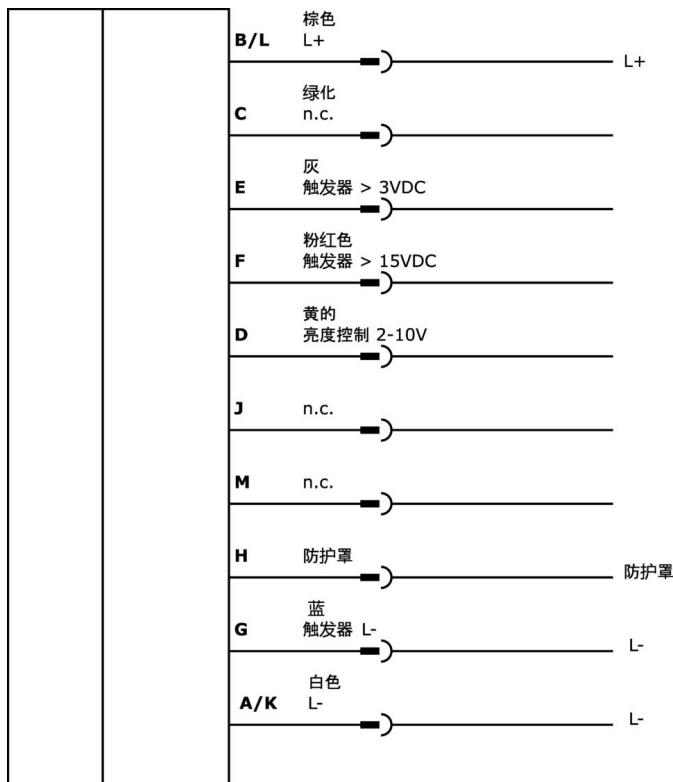 棕色
B/L L+
L+
绿化
C n.c.
灰
E 触发器 > 3VDC
粉红色
F 触发器 > 15VDC
黄的
D 亮度控制 2-10V
J n.c.
M n.c.
H 防护罩
防护罩
蓝
G 触发器 L-
L-
白色
A/K L-
L-